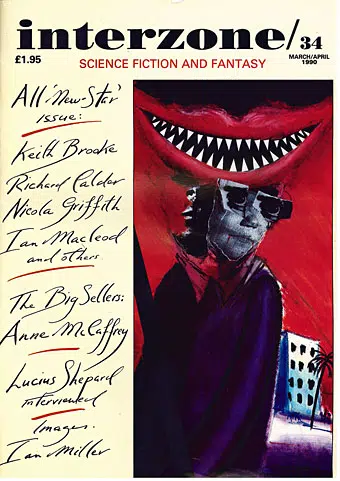 interzone/34
£1.95
SCIENCE FICTION AND FANTASY
MARCH/APRIL
1990
All 'New-Star'
issue:
Keith Brooke
Richard Calder
Nicola Griffith
Ian Macleod
and others
The Big Sellers:
Anne McCaffrey
Lucius Shepard
interviewed
Images:
Ian Miller